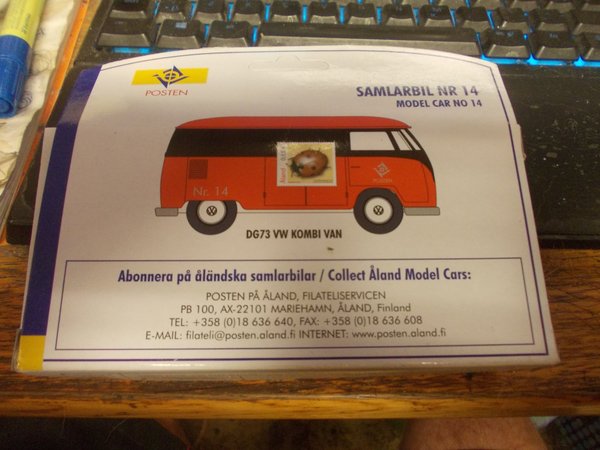 POSTEN
SAMLARBIL NR 14
MODEL CAR NO 14
Nr. 14
Åland
POSTEN
DG73 VW KOMBI VAN
Abonnera på åländska samlarbilar / Collect Åland Model Cars:
POSTEN PÅ ÅLAND, FILATELISERVICEN
PB 100, AX-22101 MARIEHAMN, ÅLAND, Finland
TEL: +358 (0)18 636 640, FAX: +358 (0)18 636 608
E-MAIL: filateli@posten.aland.fi INTERNET: www.posten.aland.fi